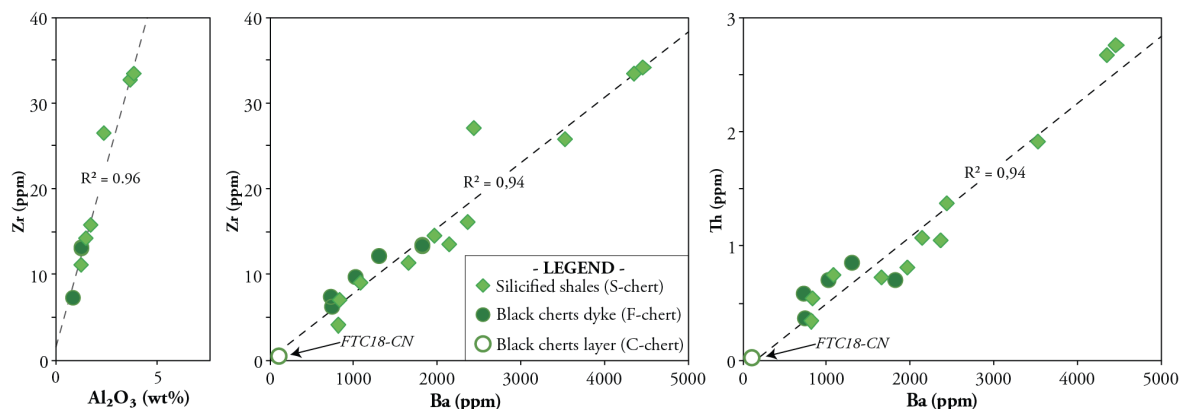 40
30
20
10
0
Zr (ppm)
R² = 0.96
0
5
Al₂O₃ (wt%)
40
30
20
10
0
Zr (ppm)
R² = 0,94
- LEGEND -
Silicified shales (S-chert)
Black cherts dyke (F-chert)
Black cherts layer (C-chert)
FTC18-CN
0
1000
2000
3000
4000
5000
Ba (ppm)
3
2
1
0
Th (ppm)
R² = 0,94
FTC18-CN
0
1000
2000
3000
4000
5000
Ba (ppm)